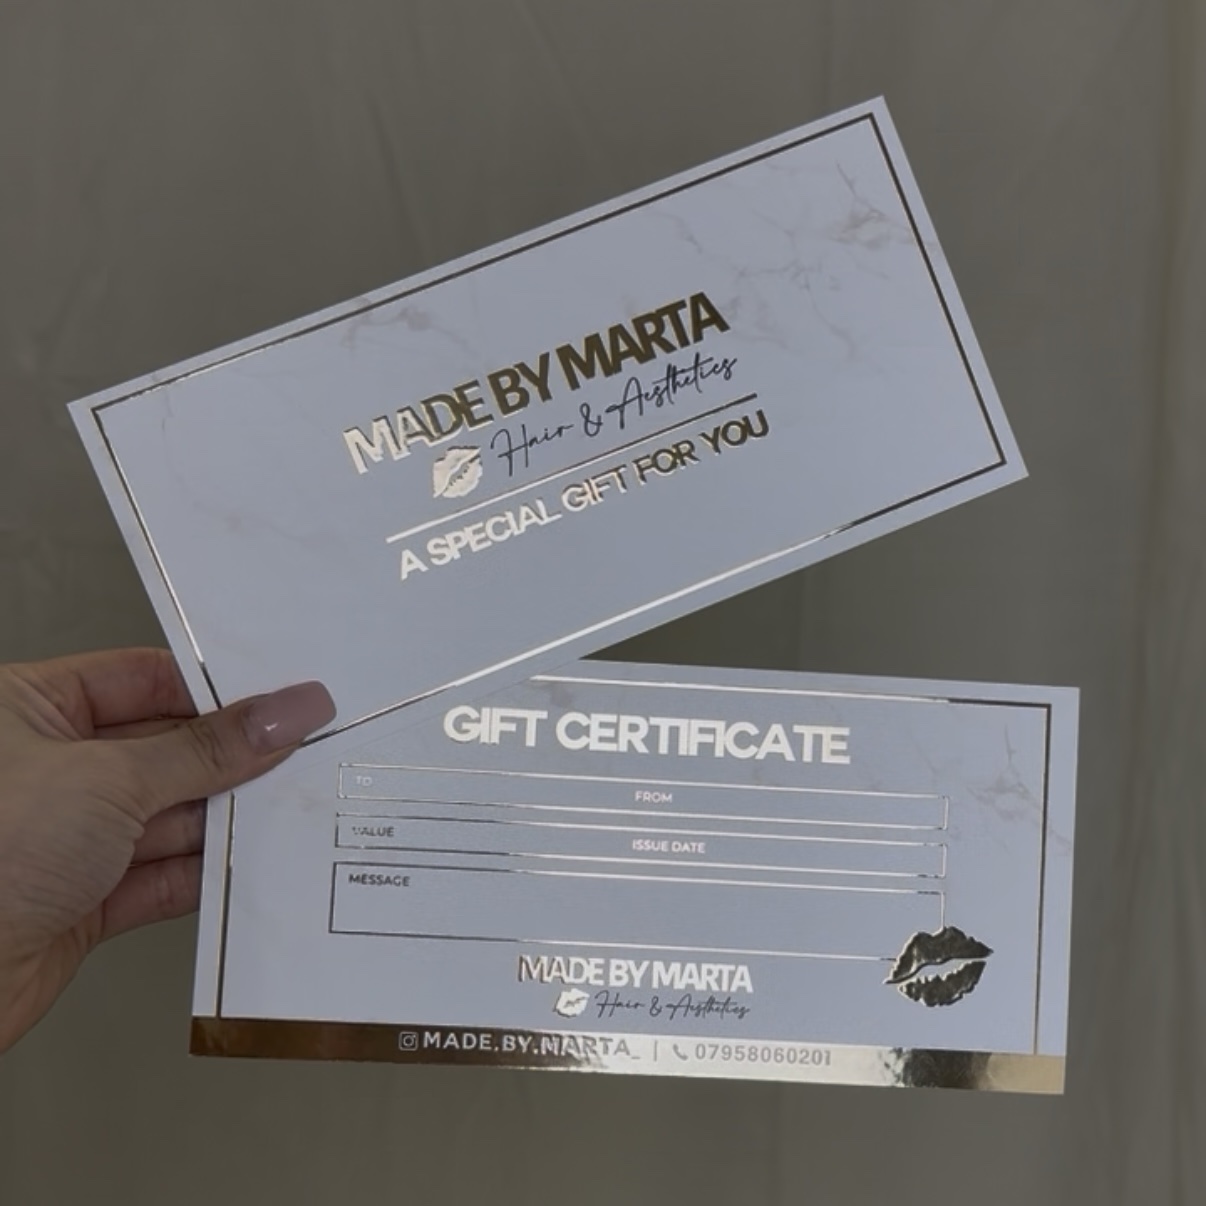 MADE BY MARTA
Hair & Aesthetics
A SPECIAL GIFT FOR YOU
GIFT CERTIFICATE
TO FROM
VALUE ISSUE DATE
MESSAGE
MADE BY MARTA
Hair & Aesthetics
MADE.BY.MARTA_ | 07958060201